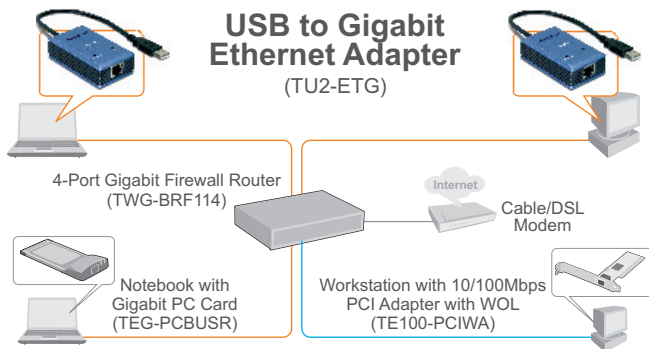 USB to Gigabit
Ethernet Adapter
(TU2-ETG)
4-Port Gigabit Firewall Router
(TWG-BRF114)
Internet
Cable/DSL
Modem
Notebook with
Gigabit PC Card
(TEG-PCBUSR)
Workstation with 10/100Mbps
PCI Adapter with WOL
(TE100-PCIWA)